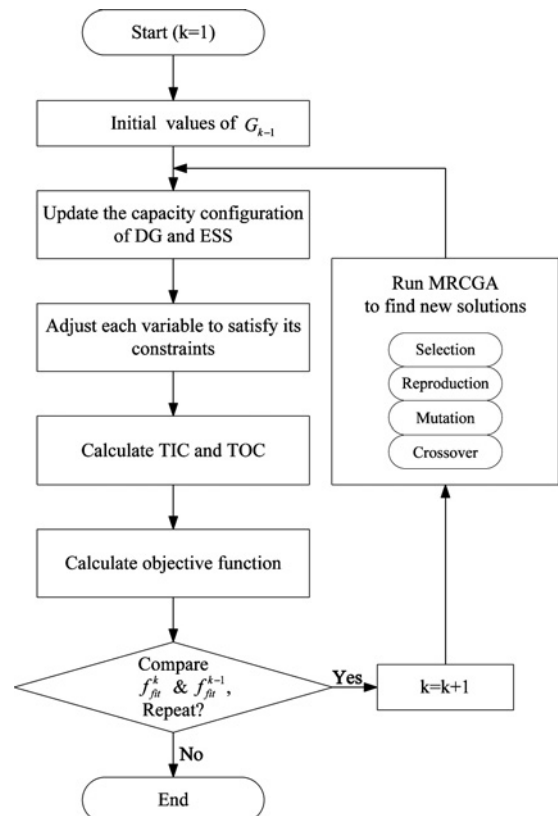 Start (k=1)
Initial values of G_{k-1}
Update the capacity configuration
of DG and ESS
Adjust each variable to satisfy its
constraints
Calculate TIC and TOC
Calculate objective function
Compare
f_{fit}^{k} & f_{fit}^{k-1},
Repeat?
Yes
No
End
k=k+1
Run MRCGA
to find new solutions
Selection
Reproduction
Mutation
Crossover